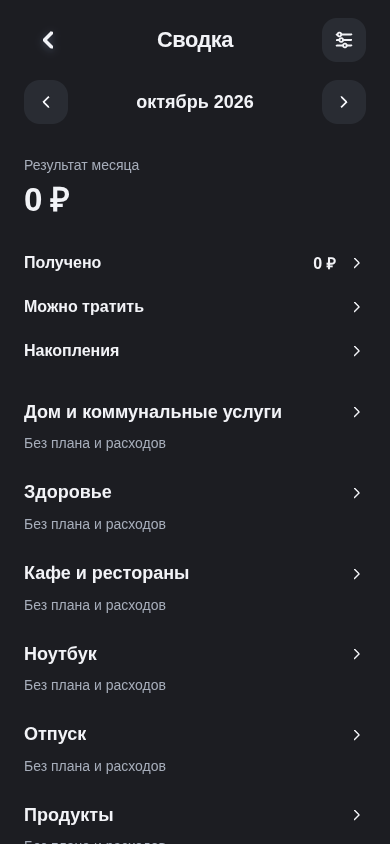 Сводка
октябрь 2026
Результат месяца
0 ₽
Получено 0 ₽
Можно тратить
Накопления
Дом и коммунальные услуги
Без плана и расходов
Здоровье
Без плана и расходов
Кафе и рестораны
Без плана и расходов
Ноутбук
Без плана и расходов
Отпуск
Без плана и расходов
Продукты